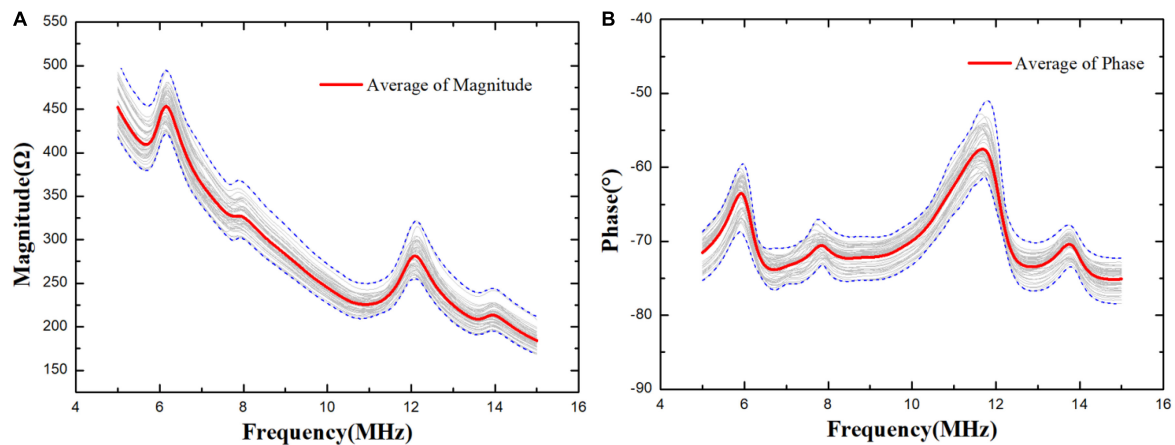 A
550
500
450
400
350
300
250
200
150
4 6 8 10 12 14 16
Magnitude(Ω)
Frequency(MHz)
Average of Magnitude
B
-40
-50
-60
-70
-80
-90
4 6 8 10 12 14 16
Phase(°)
Frequency(MHz)
Average of Phase